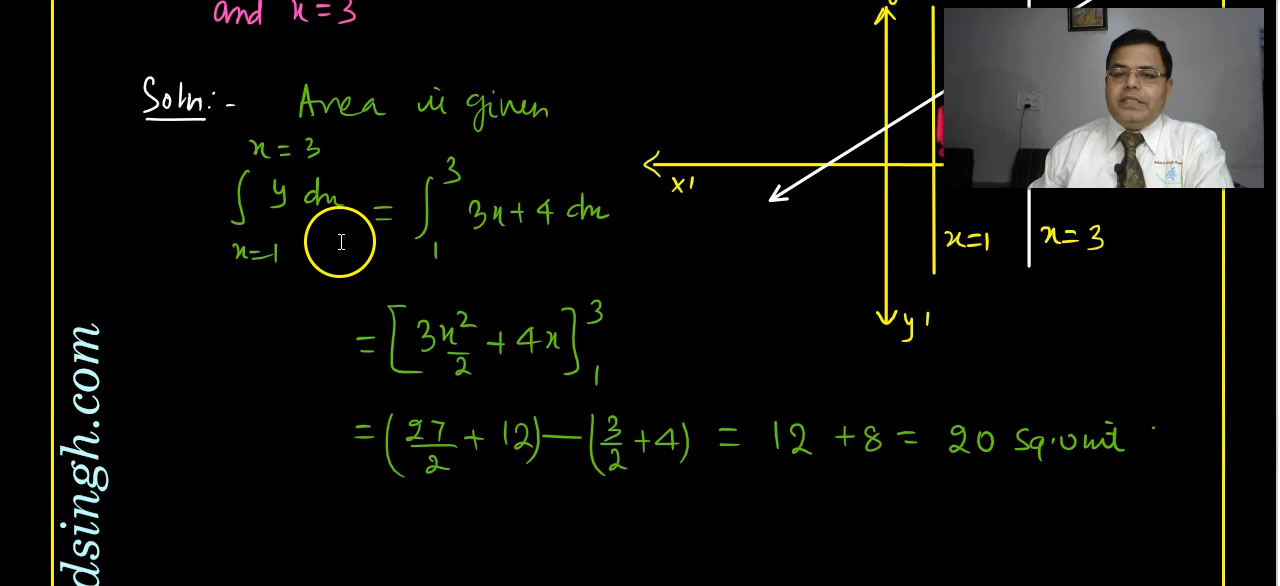 and x = 3
Soln:- Area is given
x = 3
∫ y dx = ∫ 3x + 4 dx
x=1
3
1
= [3x²/2 + 4x]
3
1
= (27/2 + 12) — (3/2 + 4) = 12 + 8 = 20 sq.unit
x'
x=1
x=3
y'
dsingh.com